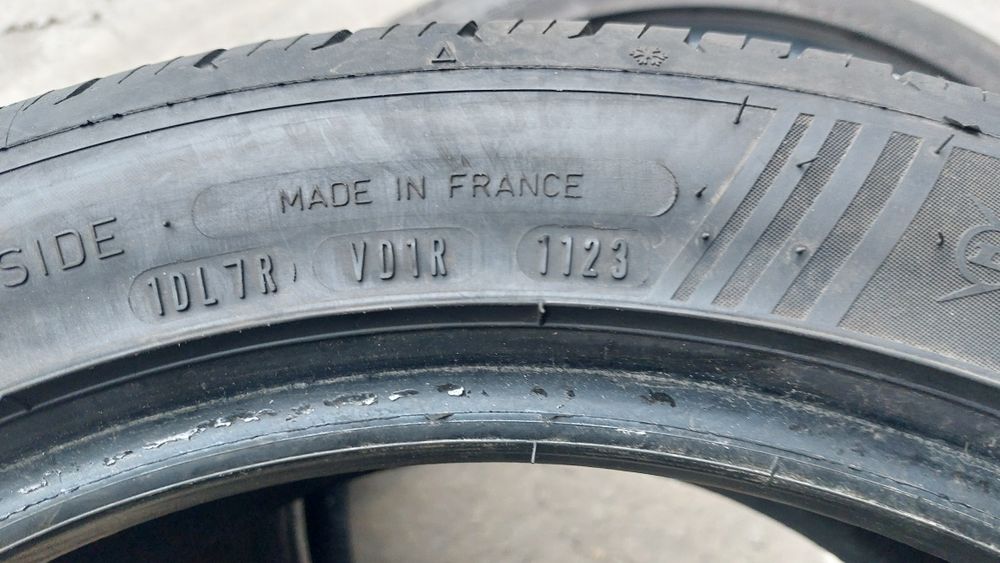 MADE IN FRANCE
SIDE
1DL7R VD1R 1123